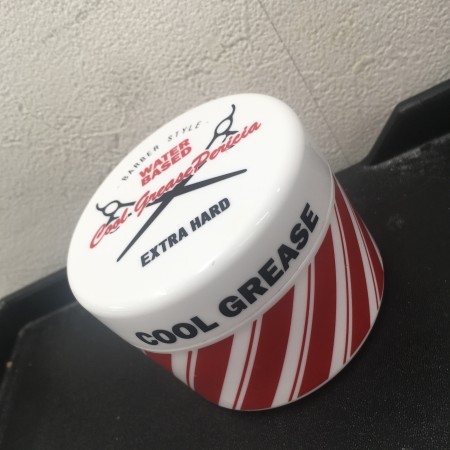 BARBER STYLE
WATER
BASED
Cool Grease Dericia
EXTRA HARD
COOL GREASE